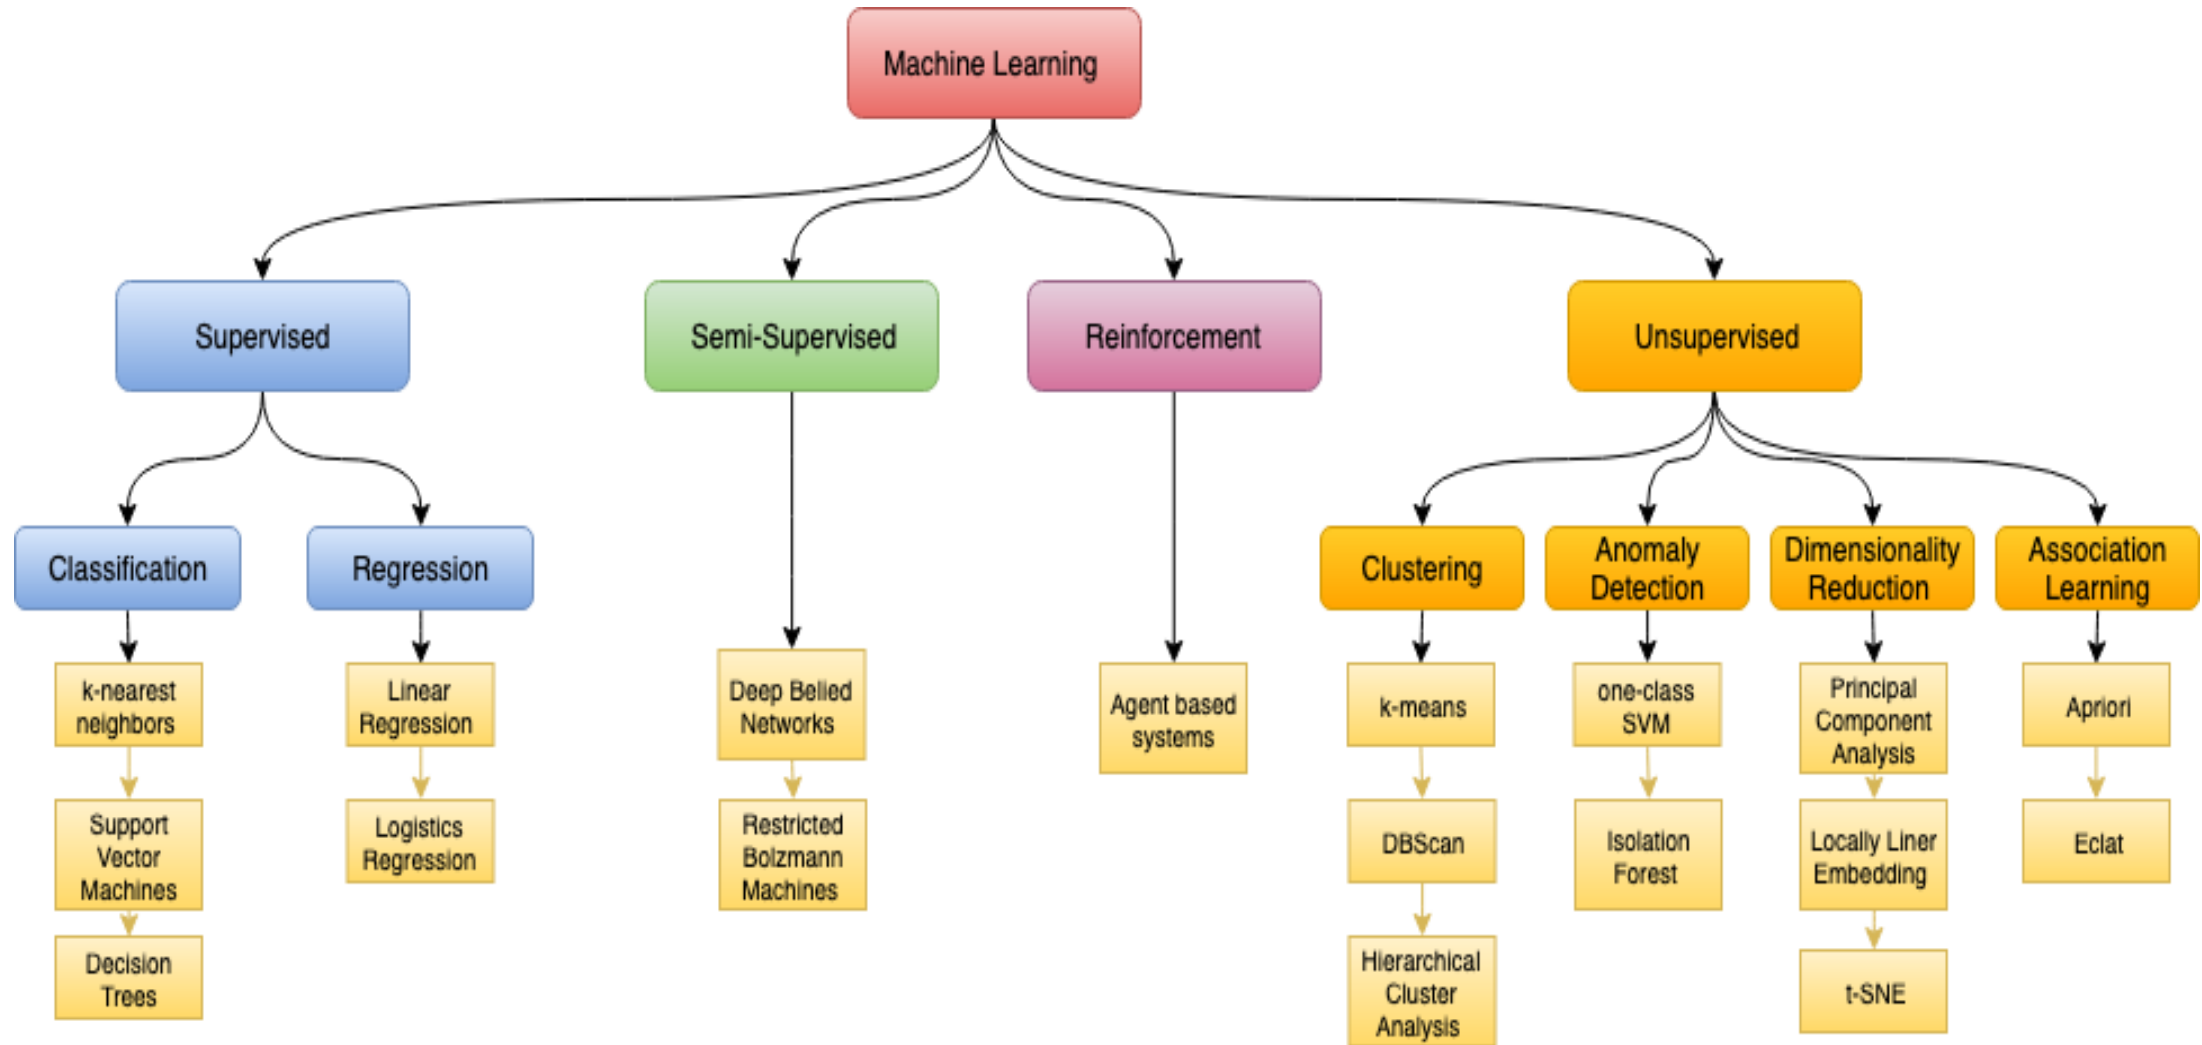 Machine Learning
Supervised
Semi-Supervised
Reinforcement
Unsupervised
Classification
Regression
Clustering
Anomaly
Detection
Dimensionality
Reduction
Association
Learning
k-nearest
neighbors
Linear
Regression
Deep Belied
Networks
Agent based
systems
k-means
one-class
SVM
Principal
Component
Analysis
Apriori
Support
Vector
Machines
Logistics
Regression
Restricted
Bolzmann
Machines
DBScan
Isolation
Forest
Locally Liner
Embedding
Eclat
Decision
Trees
Hierarchical
Cluster
Analysis
t-SNE